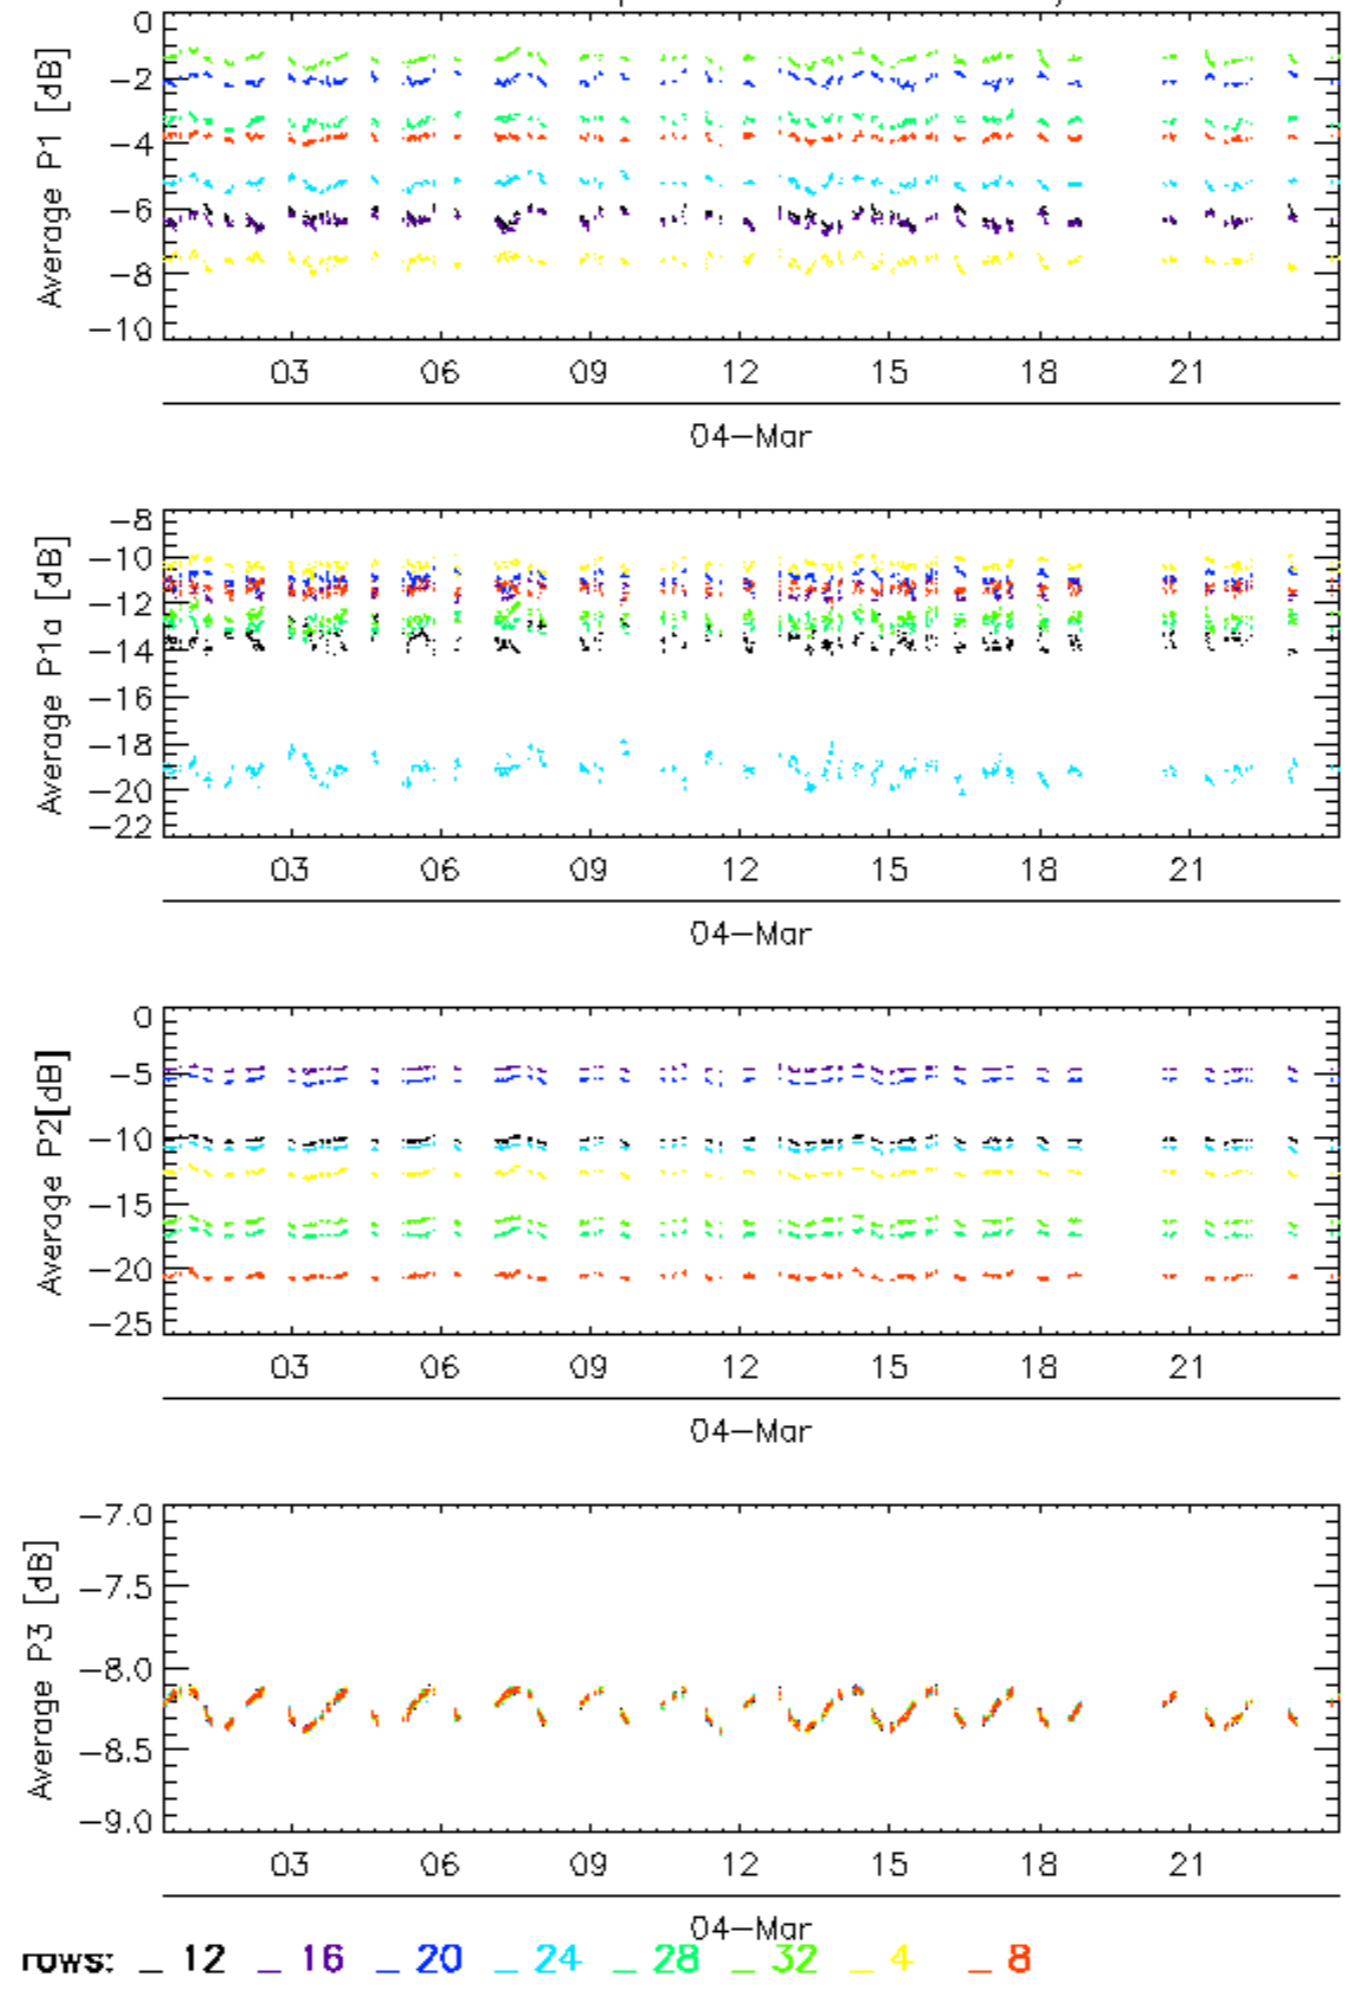 0
−2
−4
−6
−8
−10
Average P1 [dB]
03 06 09 12 15 18 21
04−Mar
−8
−10
−12
−14
−16
−18
−20
−22
Average P1a [dB]
03 06 09 12 15 18 21
04−Mar
0
−5
−10
−15
−20
−25
Average P2[dB]
03 06 09 12 15 18 21
04−Mar
−7.0
−7.5
−8.0
−8.5
−9.0
Average P3 [dB]
03 06 09 12 15 18 21
04−Mar
rows: _ 12 _ 16 _ 20 _ 24 _ 28 _ 32 _ 4 _ 8